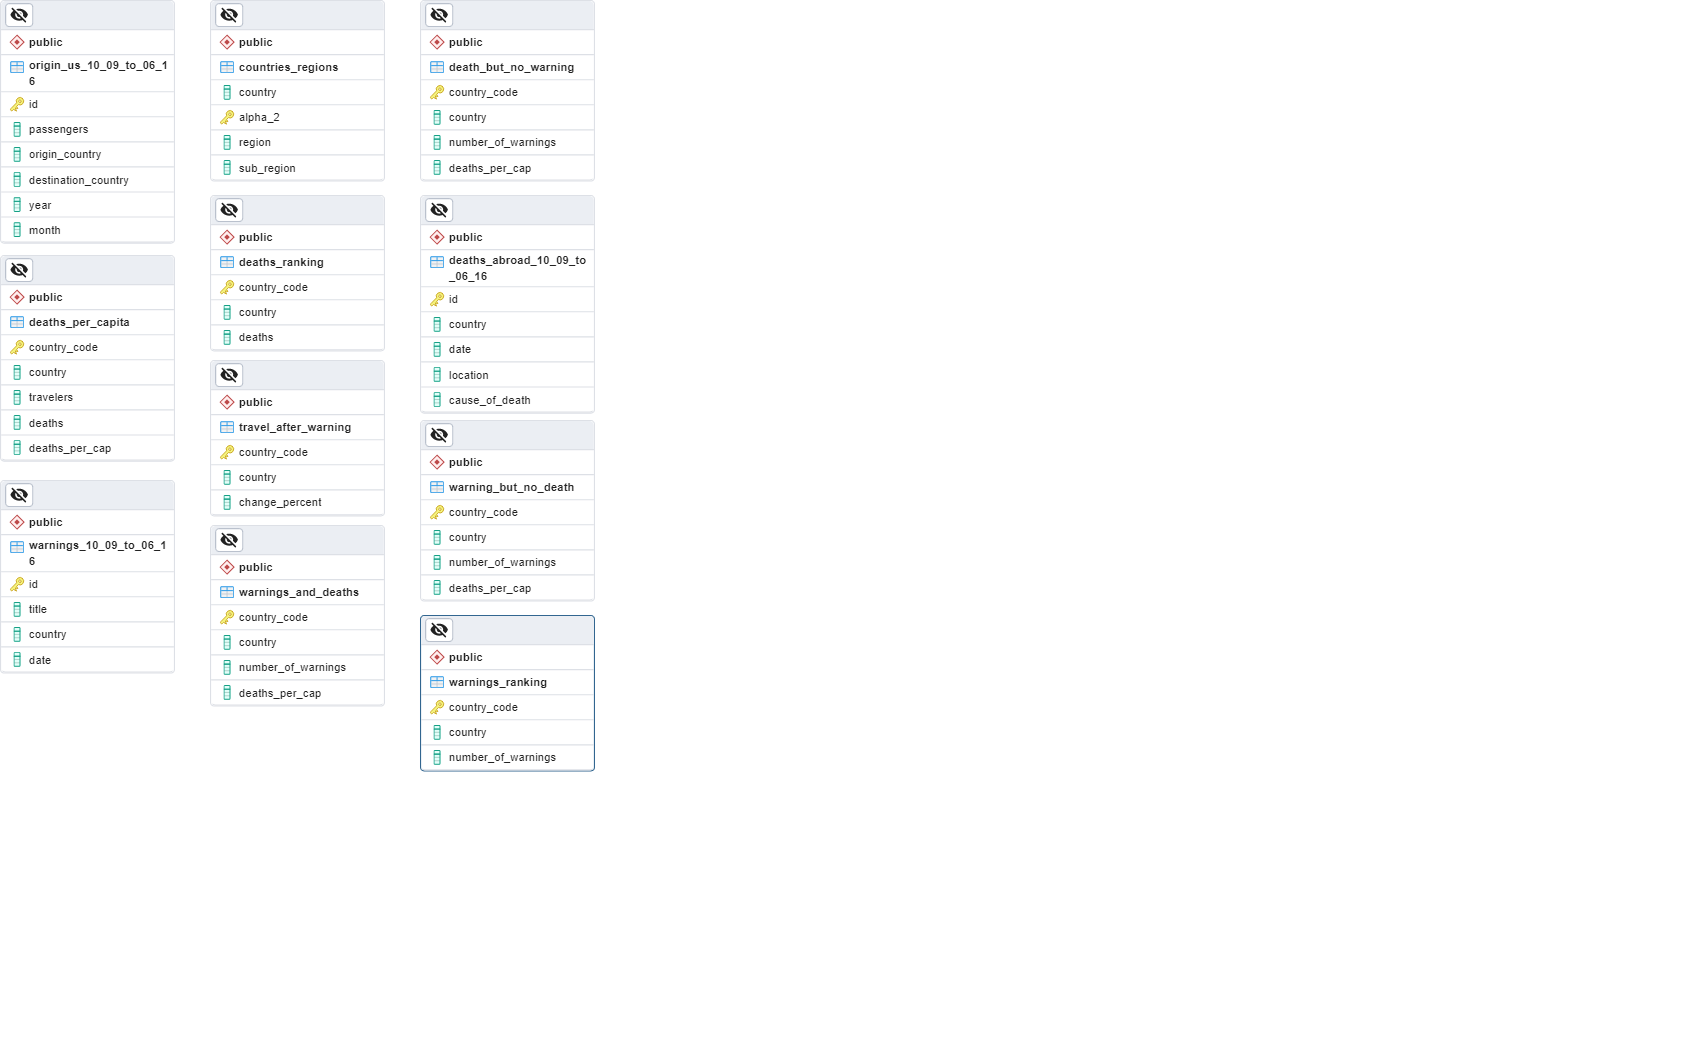 public
origin_us_10_09_to_06_1
6
id
passengers
origin_country
destination_country
year
month
public
deaths_per_capita
country_code
country
travelers
deaths
deaths_per_cap
public
warnings_10_09_to_06_1
6
id
title
country
date
public
countries_regions
country
alpha_2
region
sub_region
public
deaths_ranking
country_code
country
deaths
public
travel_after_warning
country_code
country
change_percent
public
warnings_and_deaths
country_code
country
number_of_warnings
deaths_per_cap
public
death_but_no_warning
country_code
country
number_of_warnings
deaths_per_cap
public
deaths_abroad_10_09_to
_06_16
id
country
date
location
cause_of_death
public
warning_but_no_death
country_code
country
number_of_warnings
deaths_per_cap
public
warnings_ranking
country_code
country
number_of_warnings